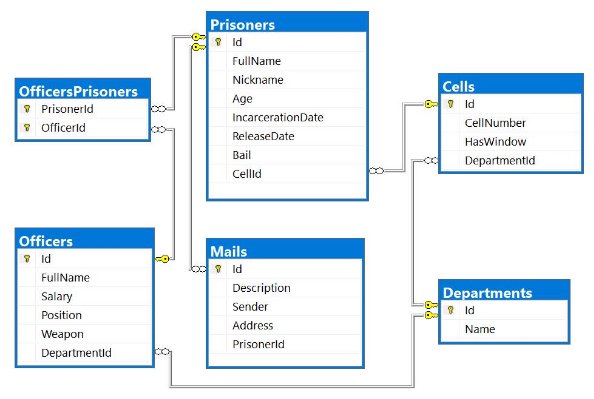 Prisoners
Id
FullName
Nickname
Age
IncarcerationDate
ReleaseDate
Bail
CellId
OfficersPrisoners
PrisonerId
OfficerId
Cells
Id
CellNumber
HasWindow
DepartmentId
Officers
Id
FullName
Salary
Position
Weapon
DepartmentId
Mails
Id
Description
Sender
Address
PrisonerId
Departments
Id
Name